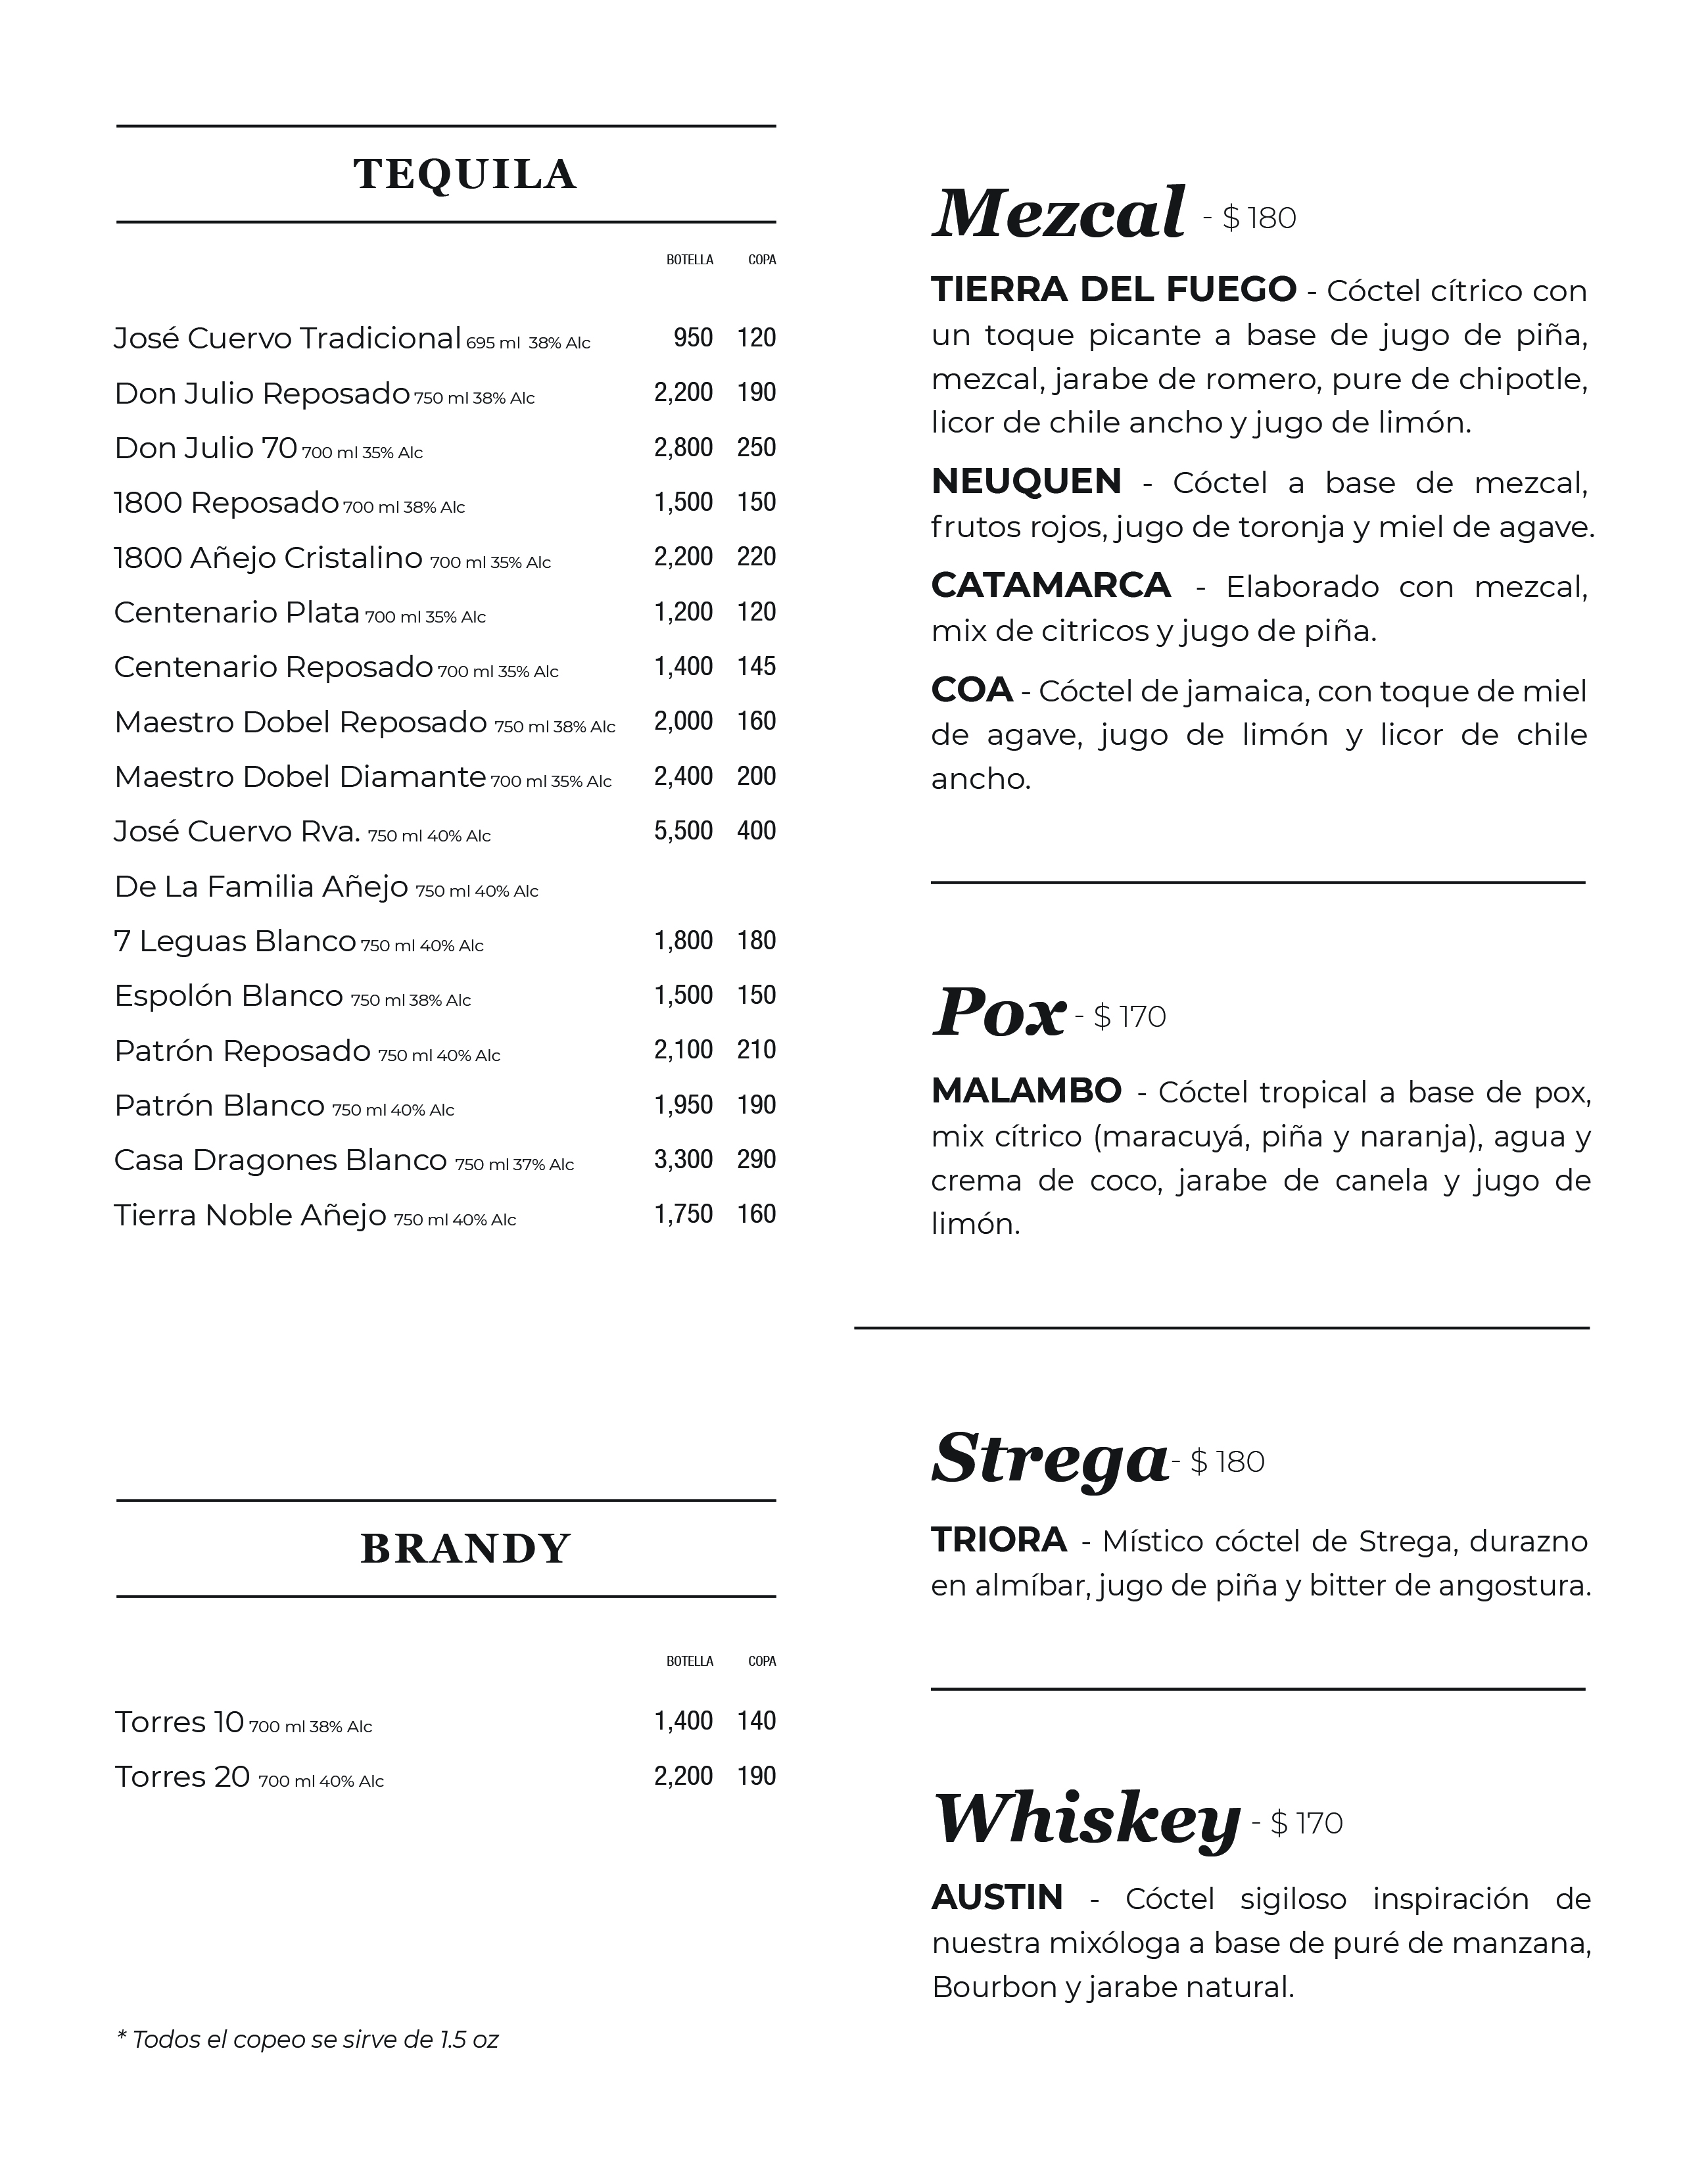 TEQUILA
BOTELLA COPA
José Cuervo Tradicional 695 ml 38% Alc 950 120
Don Julio Reposado 750 ml 38% Alc 2,200 190
Don Julio 70 700 ml 35% Alc 2,800 250
1800 Reposado 700 ml 38% Alc 1,500 150
1800 Añejo Cristalino 700 ml 35% Alc 2,200 220
Centenario Plata 700 ml 35% Alc 1,200 120
Centenario Reposado 700 ml 35% Alc 1,400 145
Maestro Dobel Reposado 750 ml 38% Alc 2,000 160
Maestro Dobel Diamante 700 ml 35% Alc 2,400 200
José Cuervo Rva. 750 ml 40% Alc 5,500 400
De La Familia Añejo 750 ml 40% Alc
7 Leguas Blanco 750 ml 40% Alc 1,800 180
Espolón Blanco 750 ml 38% Alc 1,500 150
Patrón Reposado 750 ml 40% Alc 2,100 210
Patrón Blanco 750 ml 40% Alc 1,950 190
Casa Dragones Blanco 750 ml 37% Alc 3,300 290
Tierra Noble Añejo 750 ml 40% Alc 1,750 160
BRANDY
BOTELLA COPA
Torres 10 700 ml 38% Alc 1,400 140
Torres 20 700 ml 40% Alc 2,200 190
* Todos el copeo se sirve de 1.5 oz
Mezcal - $ 180
TIERRA DEL FUEGO - Cóctel cítrico con
un toque picante a base de jugo de piña,
mezcal, jarabe de romero, pure de chipotle,
licor de chile ancho y jugo de limón.
NEUQUEN - Cóctel a base de mezcal,
frutos rojos, jugo de toronja y miel de agave.
CATAMARCA - Elaborado con mezcal,
mix de citricos y jugo de piña.
COA - Cóctel de jamaica, con toque de miel
de agave, jugo de limón y licor de chile
ancho.
Pox - $ 170
MALAMBO - Cóctel tropical a base de pox,
mix cítrico (maracuyá, piña y naranja), agua y
crema de coco, jarabe de canela y jugo de
limón.
Strega - $ 180
TRIORA - Místico cóctel de Strega, durazno
en almíbar, jugo de piña y bitter de angostura.
Whiskey - $ 170
AUSTIN - Cóctel sigiloso inspiración de
nuestra mixóloga a base de puré de manzana,
Bourbon y jarabe natural.